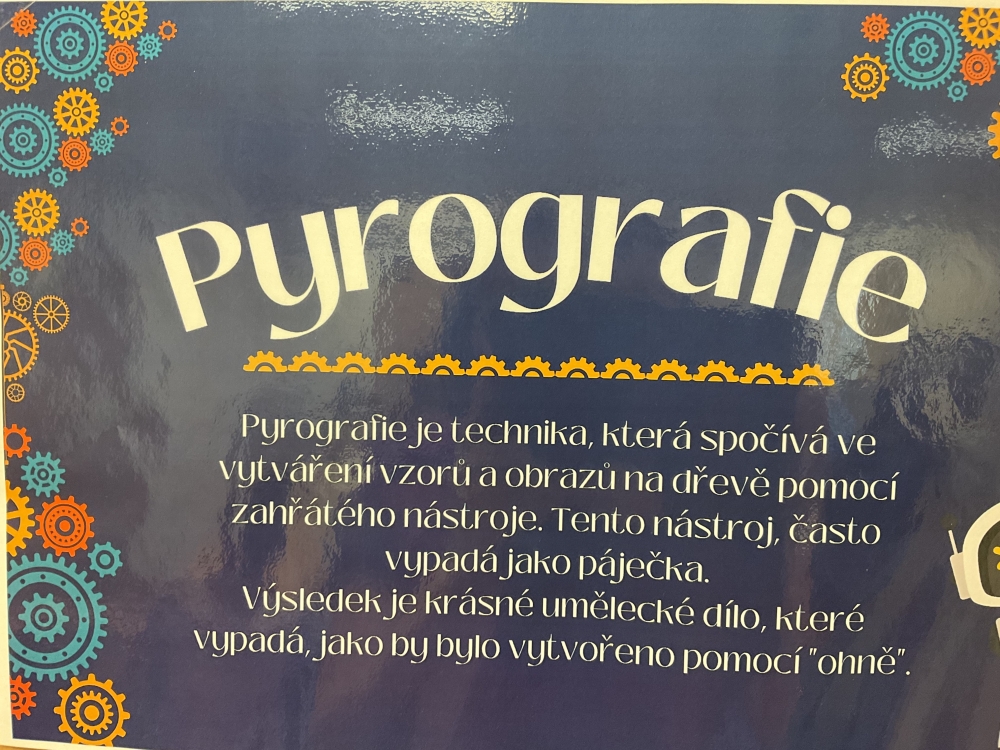 Pyrografie
Pyrografie je technika, která spočívá ve
vytváření vzorů a obrazů na dřevě pomocí
zahřátého nástroje. Tento nástroj, často
vypadá jako páječka.
Výsledek je krásné umělecké dílo, které
vypadá, jako by bylo vytvořeno pomocí "ohně".